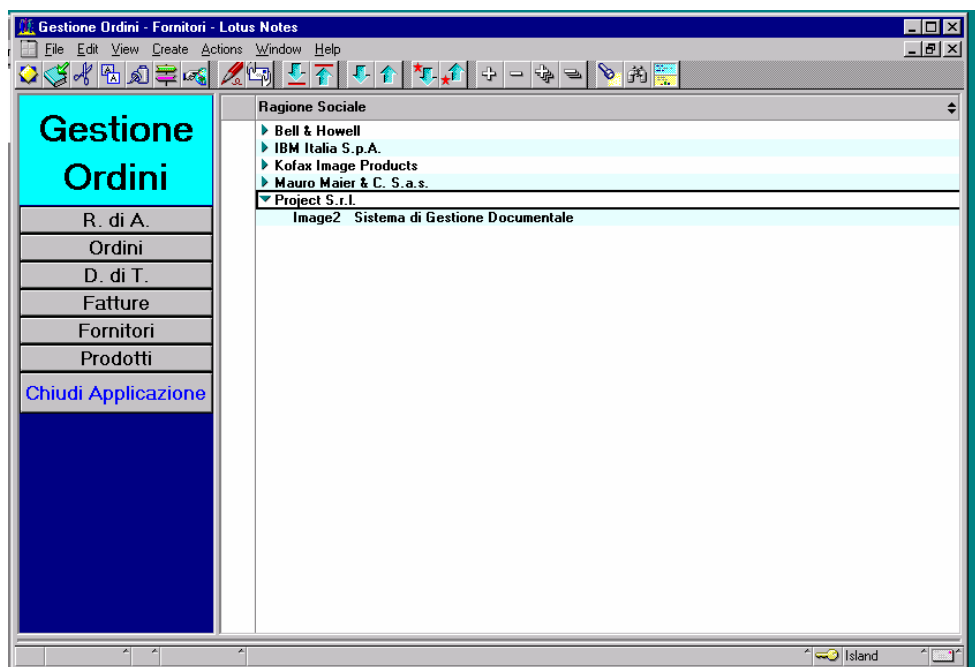 Gestione Ordini - Fornitori - Lotus Notes
File Edit View Create Actions Window Help
Gestione
Ordini
R. di A.
Ordini
D. di T.
Fatture
Fornitori
Prodotti
Chiudi Applicazione
Ragione Sociale
Bell & Howell
IBM Italia S.p.A.
Kofax Image Products
Mauro Maier & C. S.a.s.
Project S.r.l.
Image2 Sistema di Gestione Documentale
Island